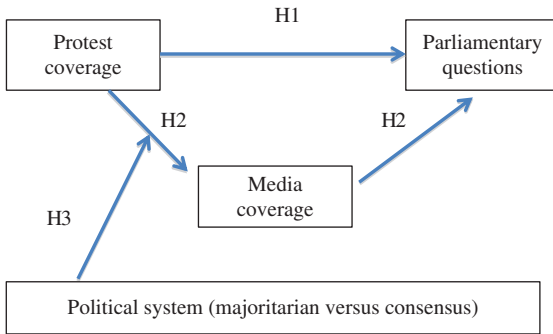 H1
Protest
coverage
Parliamentary
questions
H2
H2
Media
coverage
H3
Political system (majoritarian versus consensus)